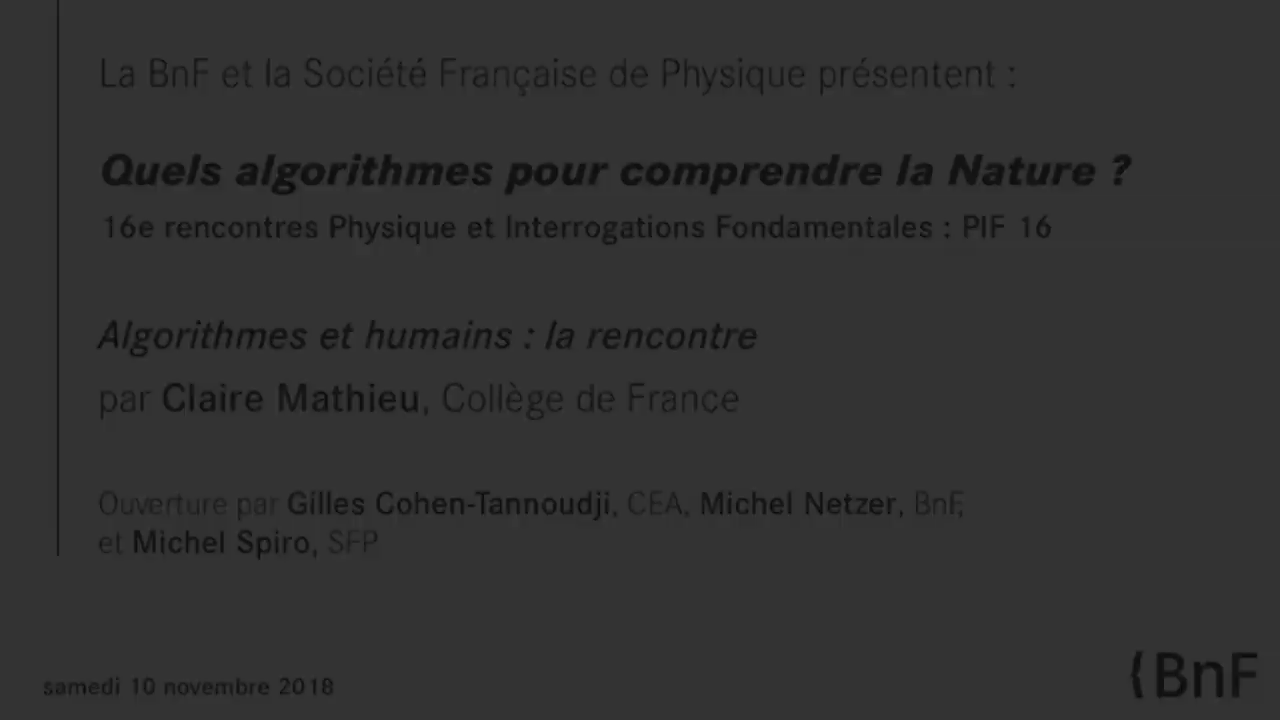 La BnF et la Société Française de Physique présentent :
Quels algorithmes pour comprendre la Nature ?
16e rencontres Physique et Interrogations Fondamentales : PIF 16
Algorithmes et humains : la rencontre
par Claire Mathieu, Collège de France
Ouverture par Gilles Cohen-Tannoudji, CEA, Michel Netzer, BnF,
et Michel Spiro, SFP
samedi 10 novembre 2018
(BnF